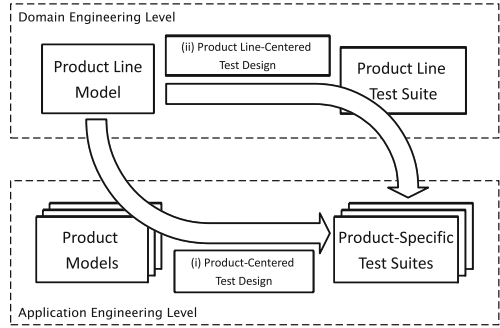 Domain Engineering Level
(ii) Product Line-Centered
Test Design
Product Line
Model
Product Line
Test Suite
Product
Models
Product-Specific
Test Suites
(i) Product-Centered
Test Design
Application Engineering Level